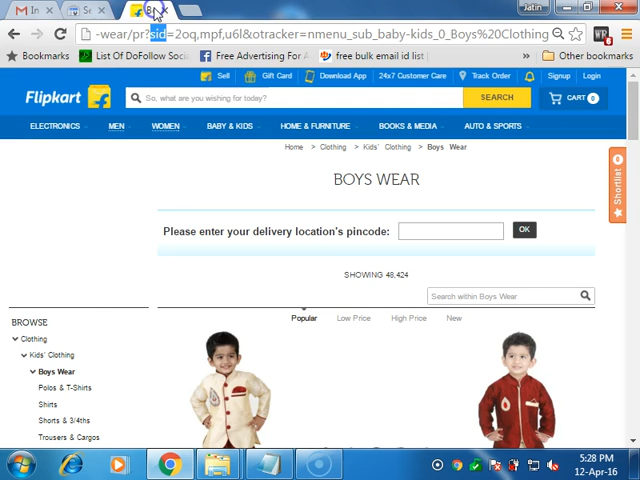 In
Se
B
Jatin
-wear/pr?sid=2oq,mpf,u6l&otracker=nmenu_sub_baby-kids_0_Boys%20Clothing
Bookmarks
List Of DoFollow Soci
Free Advertising For
free bulk email id list
Other bookmarks
Sell
Gift Card
Download App
24x7 Customer Care
Track Order
Signup
Login
Flipkart
So, what are you wishing for today?
SEARCH
CART 0
ELECTRONICS
MEN
WOMEN
BABY & KIDS
HOME & FURNITURE
BOOKS & MEDIA
AUTO & SPORTS
Home > Clothing > Kids' Clothing > Boys Wear
Shortlist 0
BOYS WEAR
Please enter your delivery location's pincode:
OK
SHOWING 48,424
Search within Boys Wear
Popular
Low Price
High Price
New
BROWSE
Clothing
Kids' Clothing
Boys Wear
Polos & T-Shirts
Shirts
Shorts & 3/4ths
Trousers & Cargos
5:28 PM
12-Apr-16